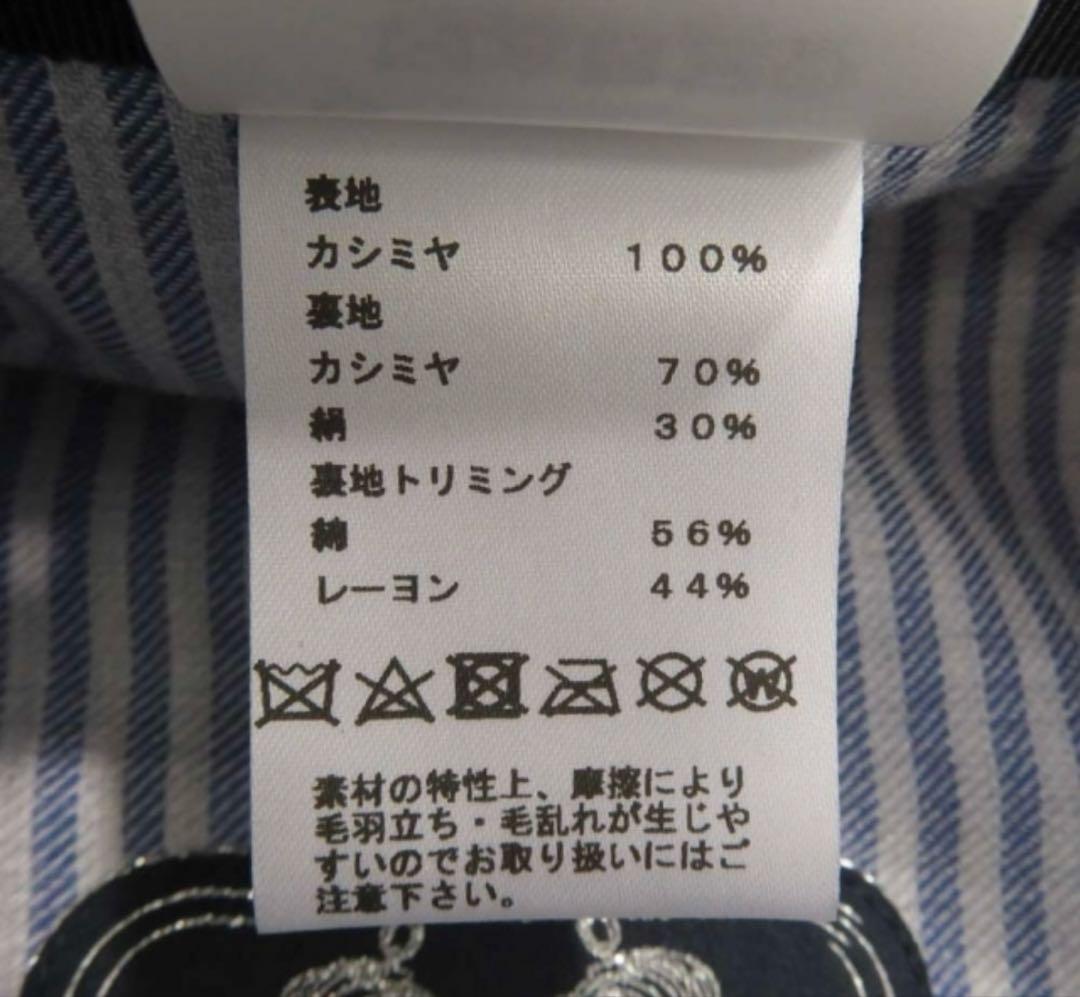 表地
カシミヤ 100%
裏地
カシミヤ 70%
絹 30%
裏地トリミング
綿 56%
レーヨン 44%
W
素材の特性上、摩擦により
毛羽立ち・毛乱れが生じや
すいのでお取り扱いにはご
注意下さい。